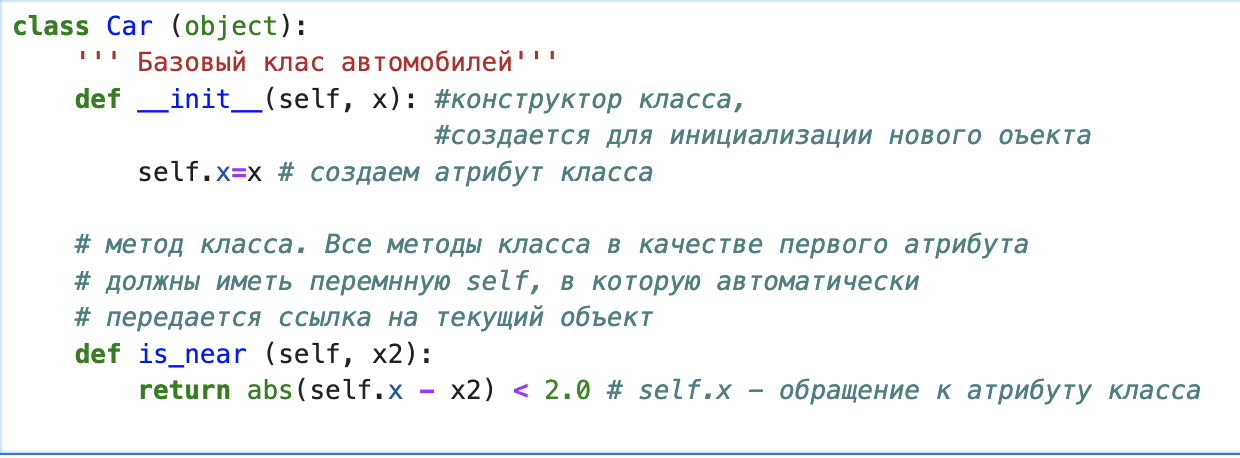 class Car (object):
    ''' Базовый клас автомобилей'''
    def __init__(self, x): #конструктор класса,
                           #создается для инициализации нового оъекта
        self.x=x # создаем атрибут класса

    # метод класса. Все методы класса в качестве первого атрибута
    # должны иметь перемнную self, в которую автоматически
    # передается ссылка на текущий объект
    def is_near (self, x2):
        return abs(self.x - x2) < 2.0 # self.x - обращение к атрибуту класса